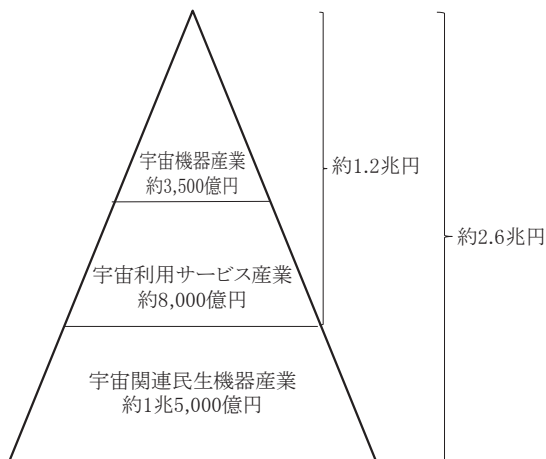 宇宙機器産業
約3,500億円
約1.2兆円
約2.6兆円
宇宙利用サービス産業
約8,000億円
宇宙関連民生機器産業
約1兆5,000億円